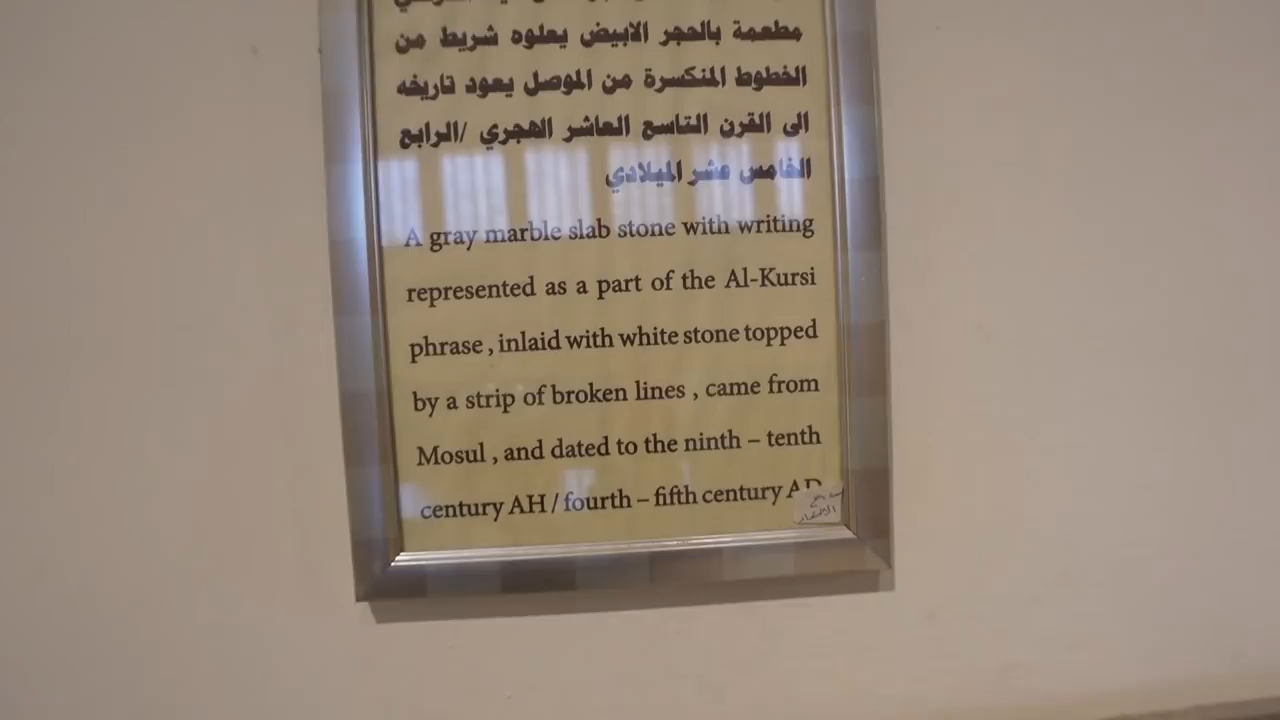 مطعمة بالحجر الابيض يعلوه شريط من
الخطوط المنكسرة من الموصل يعود تاريخه
الى القرن التاسع العاشر الهجري /الرابع
الخامس عشر الميلادي
A gray marble slab stone with writing
represented as a part of the Al-Kursi
phrase , inlaid with white stone topped
by a strip of broken lines , came from
Mosul , and dated to the ninth – tenth
century AH / fourth – fifth century AD